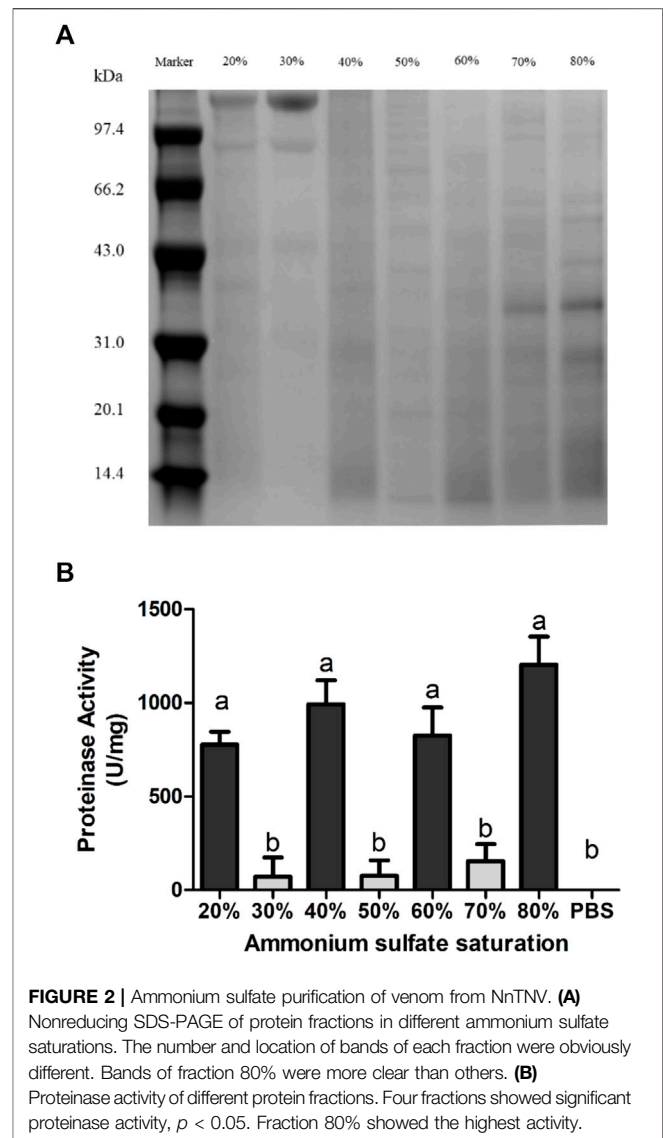 A
kDa
Marker 20% 30% 40% 50% 60% 70% 80%
97.4
66.2
43.0
31.0
20.1
14.4
B
Proteinase Activity
(U/mg)
1500
1000
500
0
a
b
a
b
a
b
a
b
20% 30% 40% 50% 60% 70% 80% PBS
Ammonium sulfate saturation
FIGURE 2 | Ammonium sulfate purification of venom from NnTNV. (A)
Nonreducing SDS-PAGE of protein fractions in different ammonium sulfate
saturations. The number and location of bands of each fraction were obviously
different. Bands of fraction 80% were more clear than others. (B)
Proteinase activity of different protein fractions. Four fractions showed significant
proteinase activity, p < 0.05. Fraction 80% showed the highest activity.